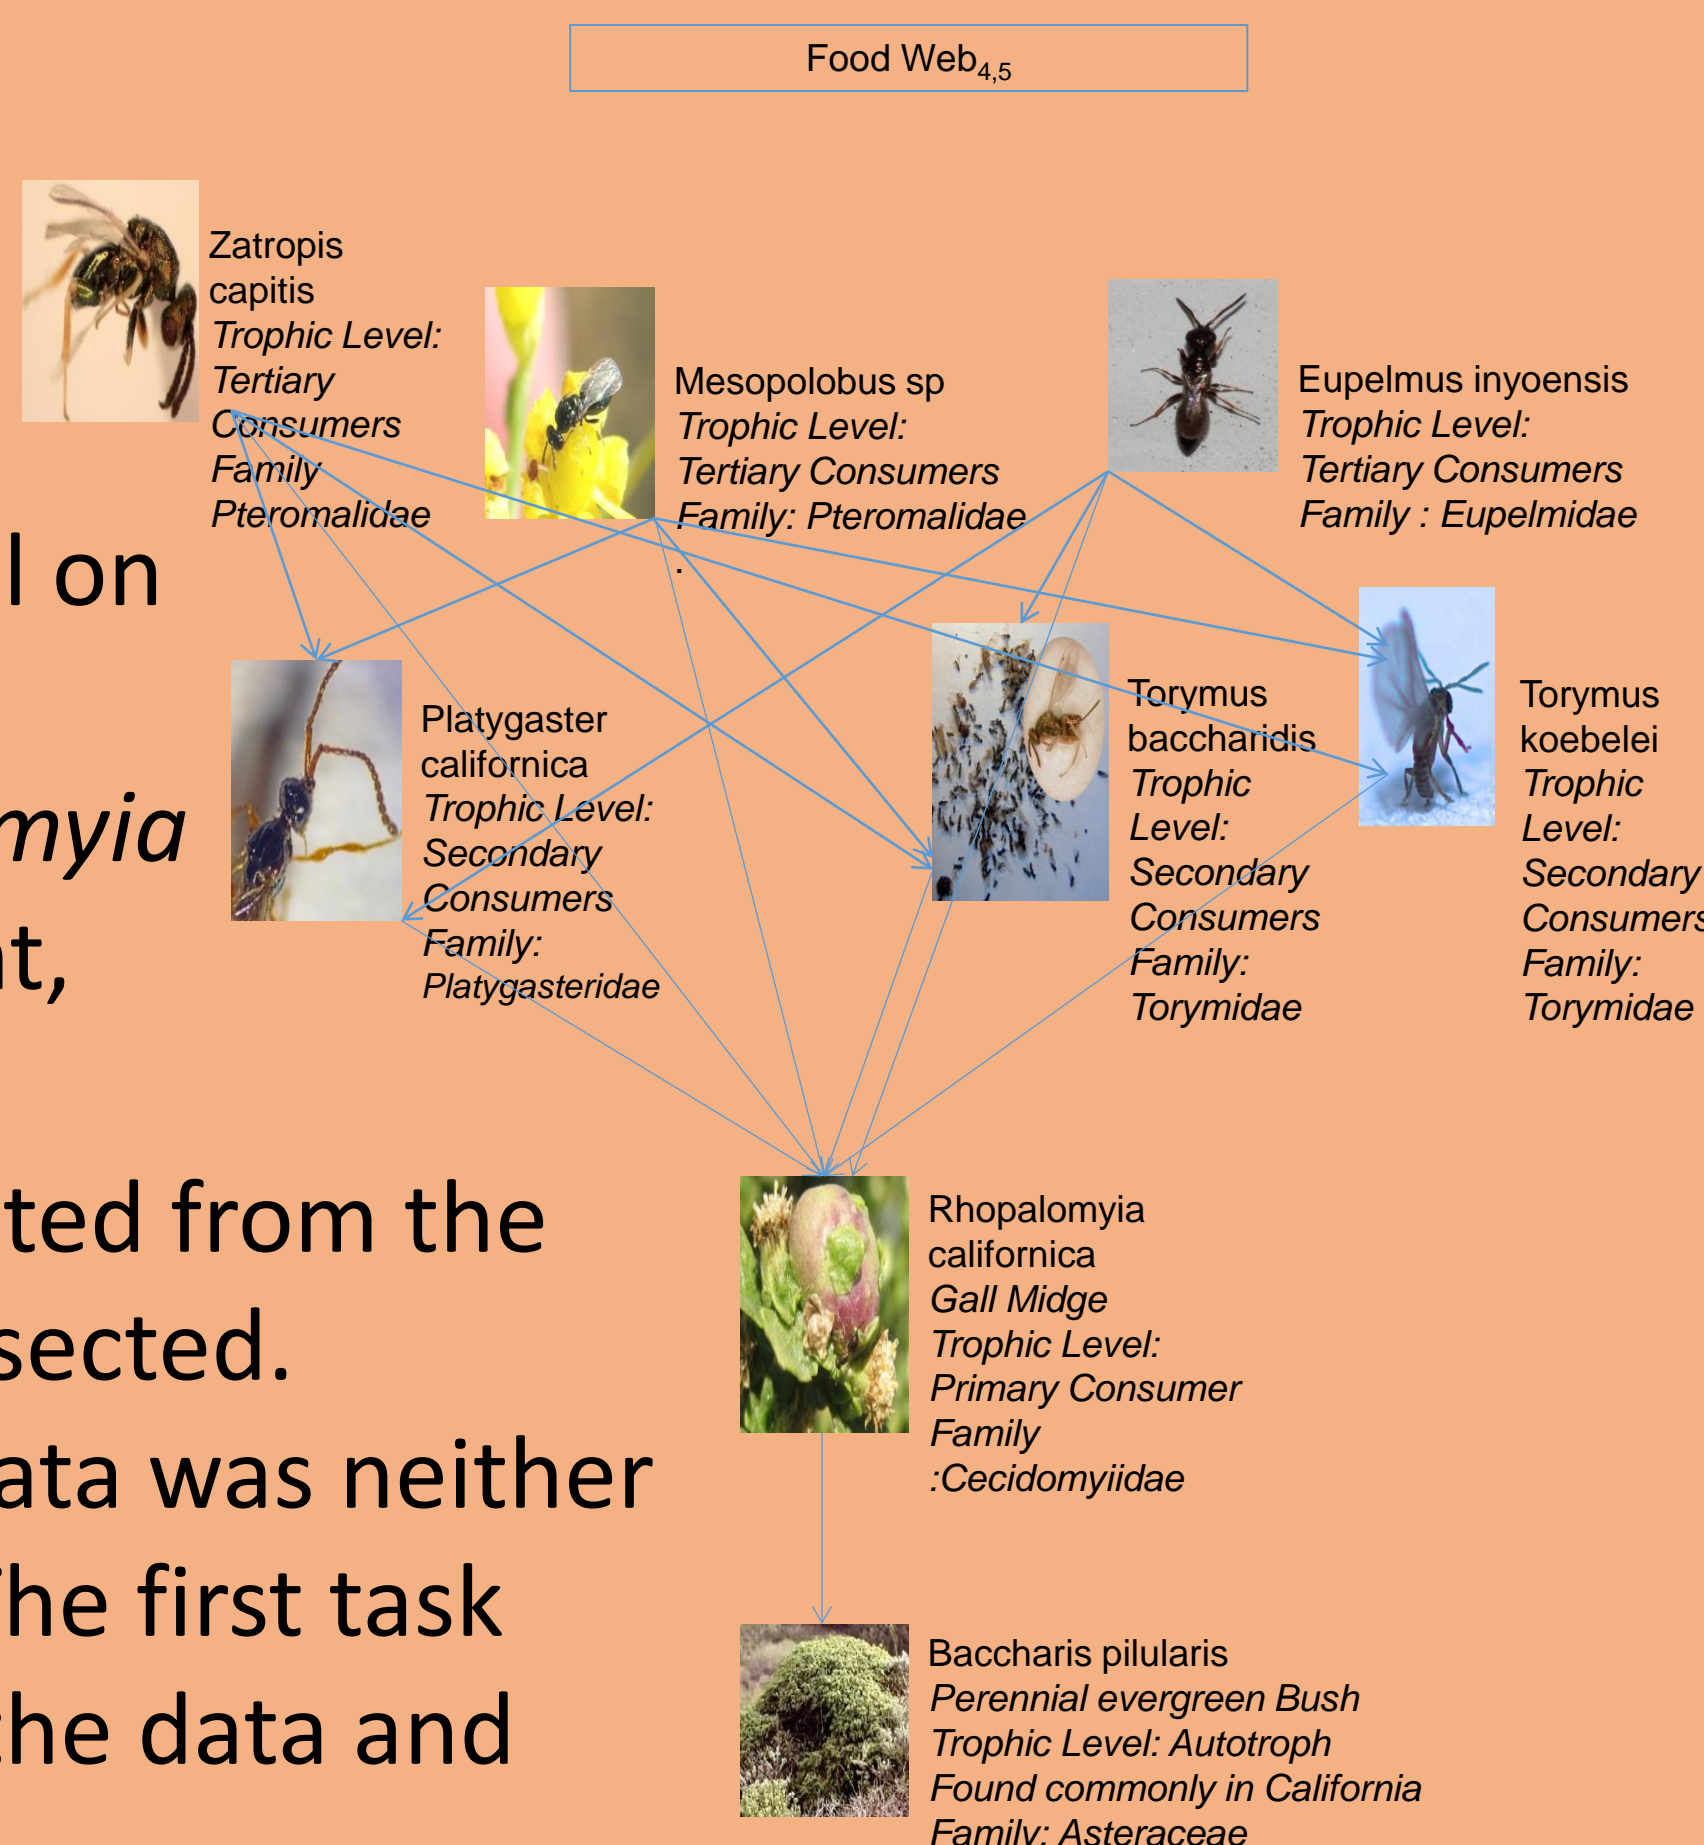 Food Web4,5
Zatropis
capitis
Trophic Level:
Tertiary
Consumers
Family
Pteromalidae
Mesopolobus sp
Trophic Level:
Tertiary Consumers
Family: Pteromalidae
.
Eupelmus inyoensis
Trophic Level:
Tertiary Consumers
Family : Eupelmidae
l on
myia
t,
ted from the
sected.
ata was neither
he first task
he data and
Platygaster
californica
Trophic Level:
Secondary
Consumers
Family:
Platygasteridae
Torymus
baccharidis
Trophic
Level:
Secondary
Consumers
Family:
Torymidae
Torymus
koebelei
Trophic
Level:
Secondary
Consumers
Family:
Torymidae
Rhopalomyia
californica
Gall Midge
Trophic Level:
Primary Consumer
Family
:Cecidomyiidae
Baccharis pilularis
Perennial evergreen Bush
Trophic Level: Autotroph
Found commonly in California
Family: Asteraceae